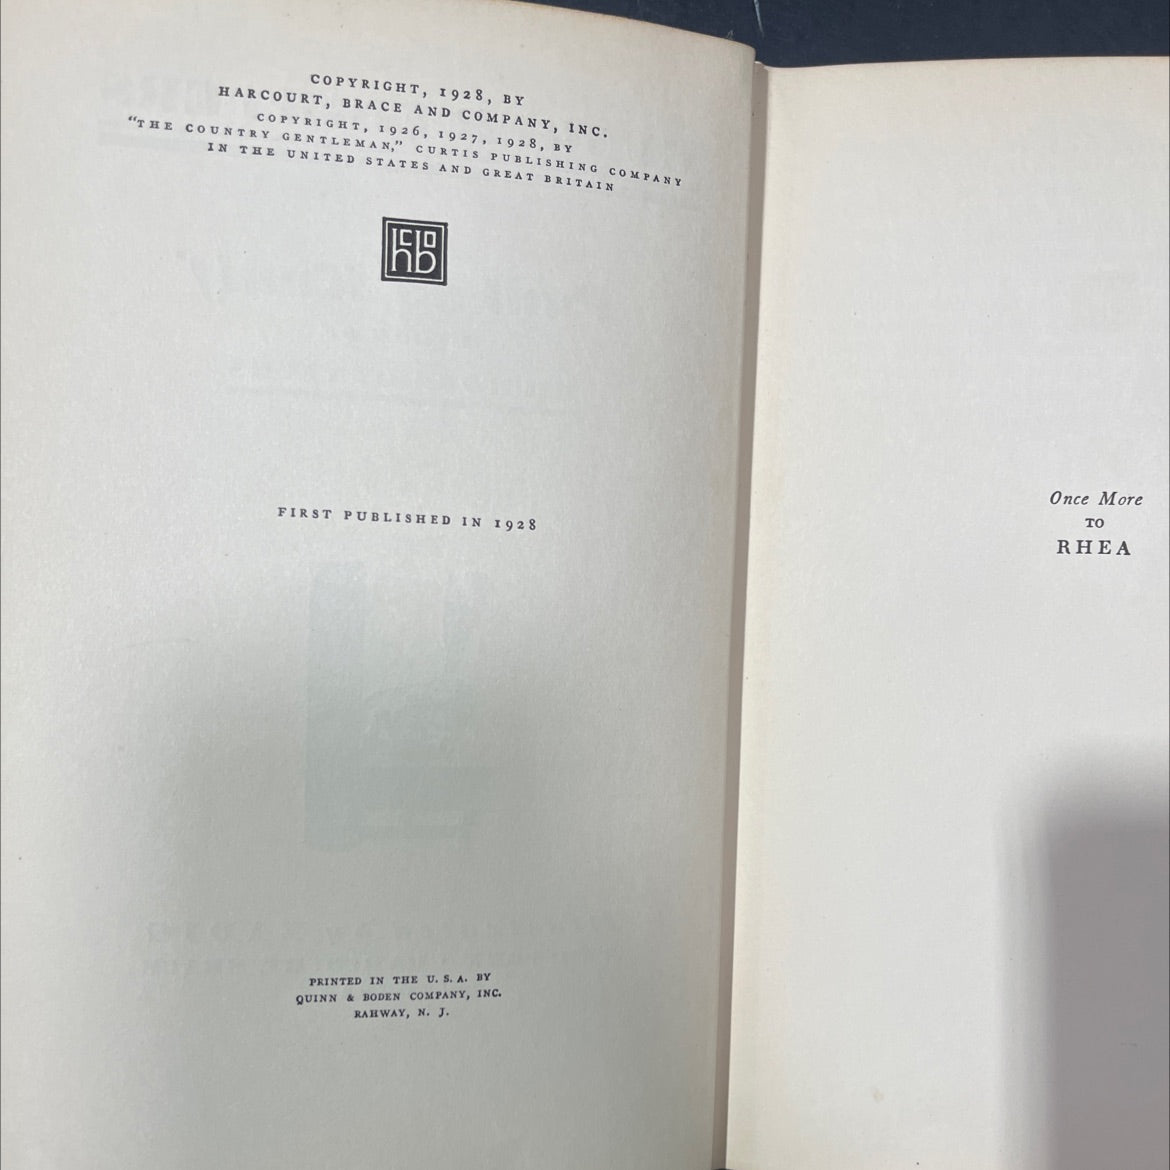 COPYRIGHT, 1928, BY
HARCOURT, BRACE AND COMPANY, INC.
COPYRIGHT, 1926, 1927, 1928, BY
"THE COUNTRY GENTLEMAN," CURTIS PUBLISHING COMPANY
IN THE UNITED STATES AND GREAT BRITAIN
hcbco
FIRST PUBLISHED IN 1928
PRINTED IN THE U. S. A. BY
QUINN & BODEN COMPANY, INC.
RAHWAY, N. J.
Once More
TO
RHEA